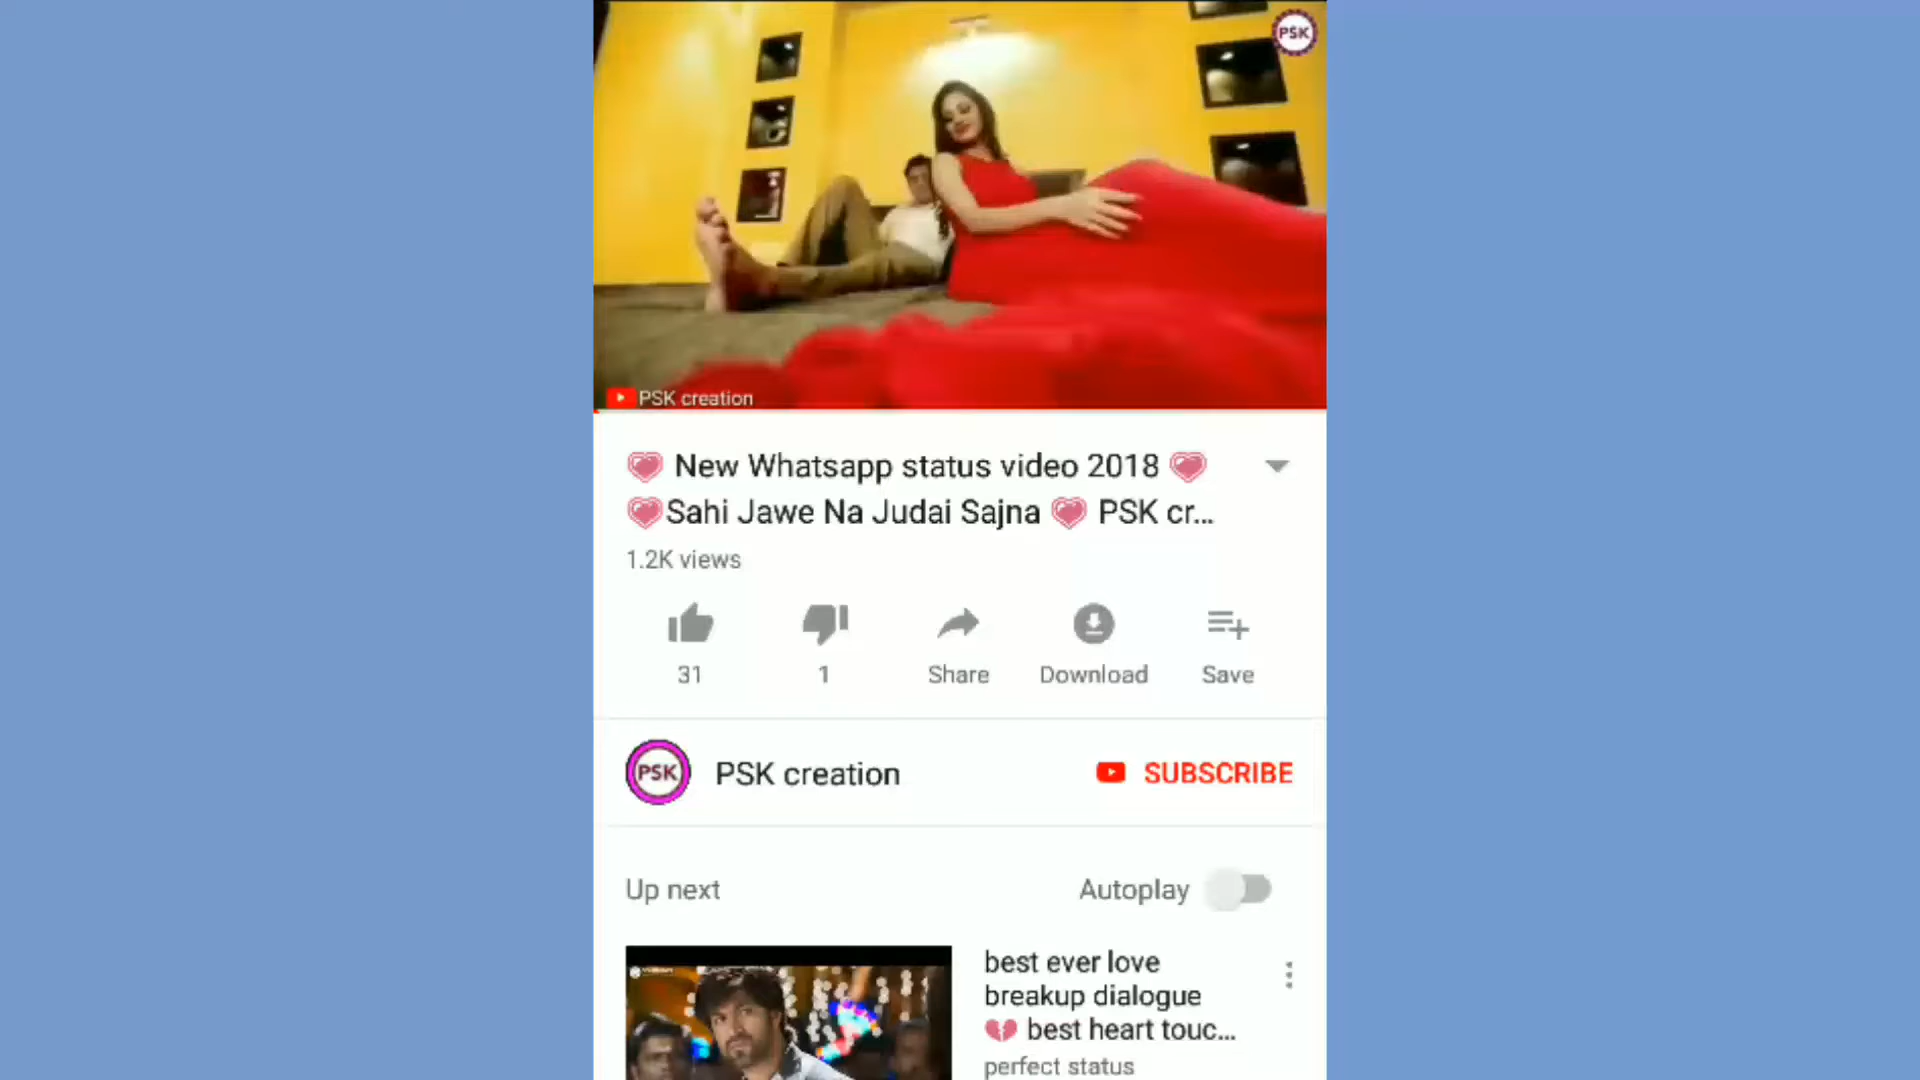 PSK
PSK creation
💗 New Whatsapp status video 2018 💗
💗Sahi Jawe Na Judai Sajna 💗 PSK cr...
1.2K views
31
1
Share
Download
Save
PSK
PSK creation
SUBSCRIBE
Up next
Autoplay
best ever love
breakup dialogue
💔 best heart touc...
perfect status